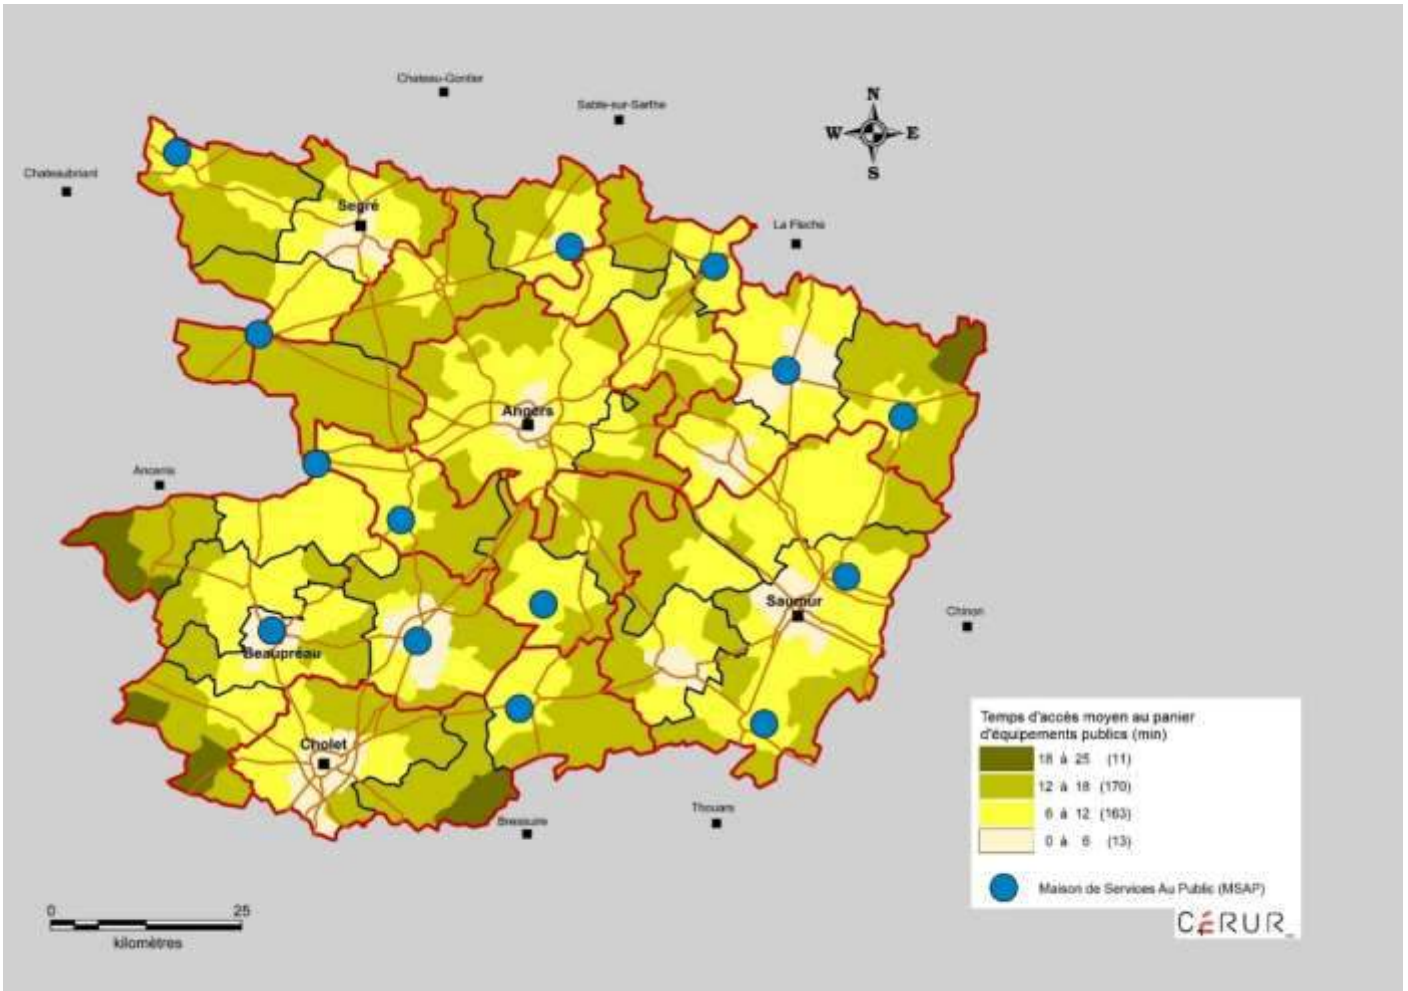 Chateau-Gontier
Sable-sur-Sarthe
N
W E
S
Chateaubriant
Segré
La Fleche
Angers
Ancenis
Saumur
Chinon
Beaupréau
Cholet
Thouars
Bressuire
Temps d'accès moyen au panier
d'équipements publics (min)
18 à 25 (11)
12 à 18 (170)
6 à 12 (163)
0 à 6 (13)
Maison de Services Au Public (MSAP)
CÉRUR
0 25
kilomètres